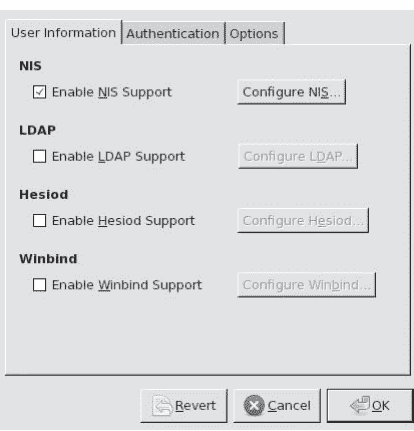 User Information Authentication Options
NIS
Enable NIS Support Configure NIS...
LDAP
Enable LDAP Support Configure LDAP...
Hesiod
Enable Hesiod Support Configure Hesiod...
Winbind
Enable Winbind Support Configure Winbind...
Revert Cancel OK